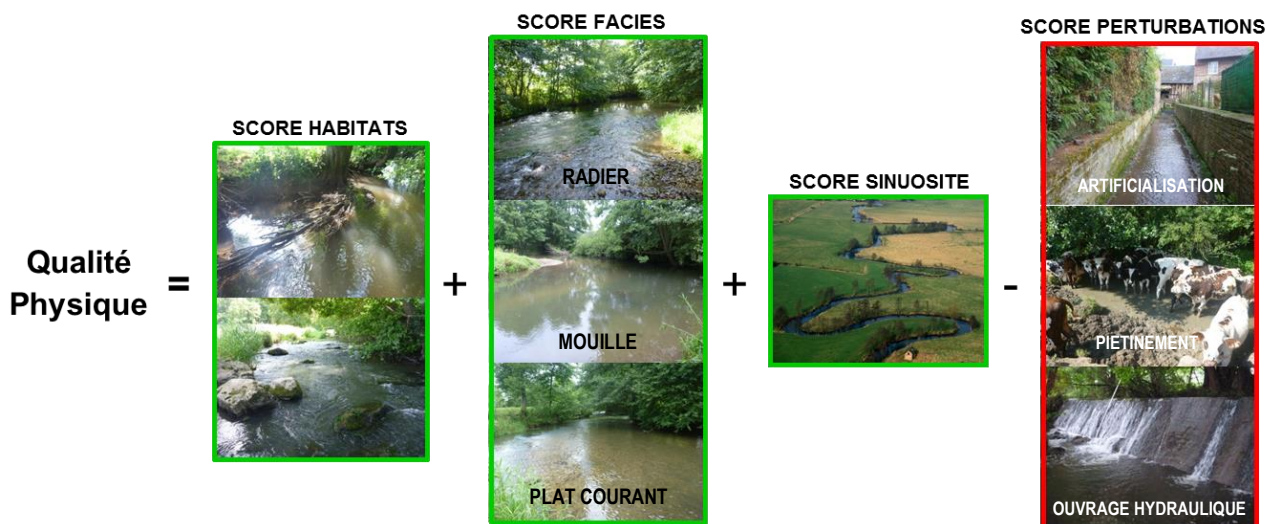 Qualité
Physique
=
SCORE HABITATS
+
SCORE FACIES
RADIER
MOUILLE
PLAT COURANT
+
SCORE SINUOSITE
-
SCORE PERTURBATIONS
ARTIFICIALISATION
PIETINEMENT
OUVRAGE HYDRAULIQUE